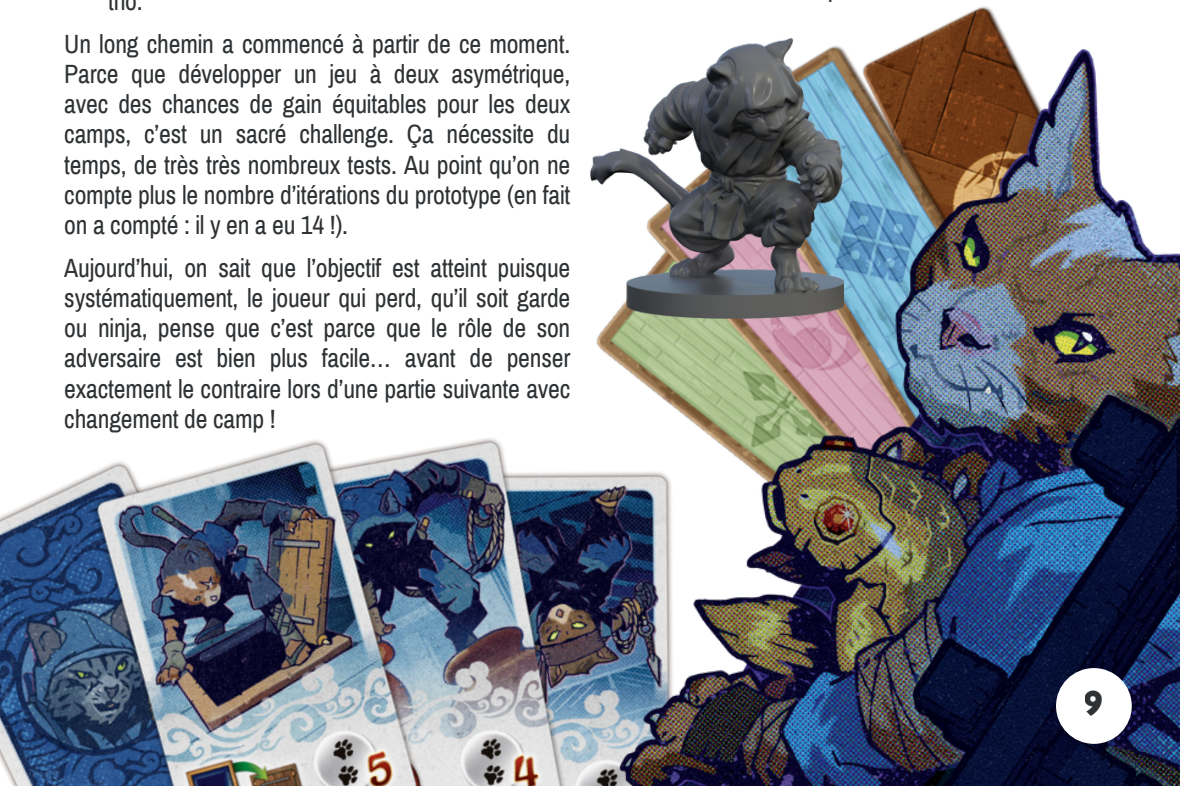 trio.
Un long chemin a commencé à partir de ce moment.
Parce que développer un jeu à deux asymétrique,
avec des chances de gain équitables pour les deux
camps, c’est un sacré challenge. Ça nécessite du
temps, de très très nombreux tests. Au point qu’on ne
compte plus le nombre d’itérations du prototype (en fait
on a compté : il y en a eu 14 !).
Aujourd’hui, on sait que l’objectif est atteint puisque
systématiquement, le joueur qui perd, qu’il soit garde
ou ninja, pense que c’est parce que le rôle de son
adversaire est bien plus facile… avant de penser
exactement le contraire lors d’une partie suivante avec
changement de camp !
5
4
9